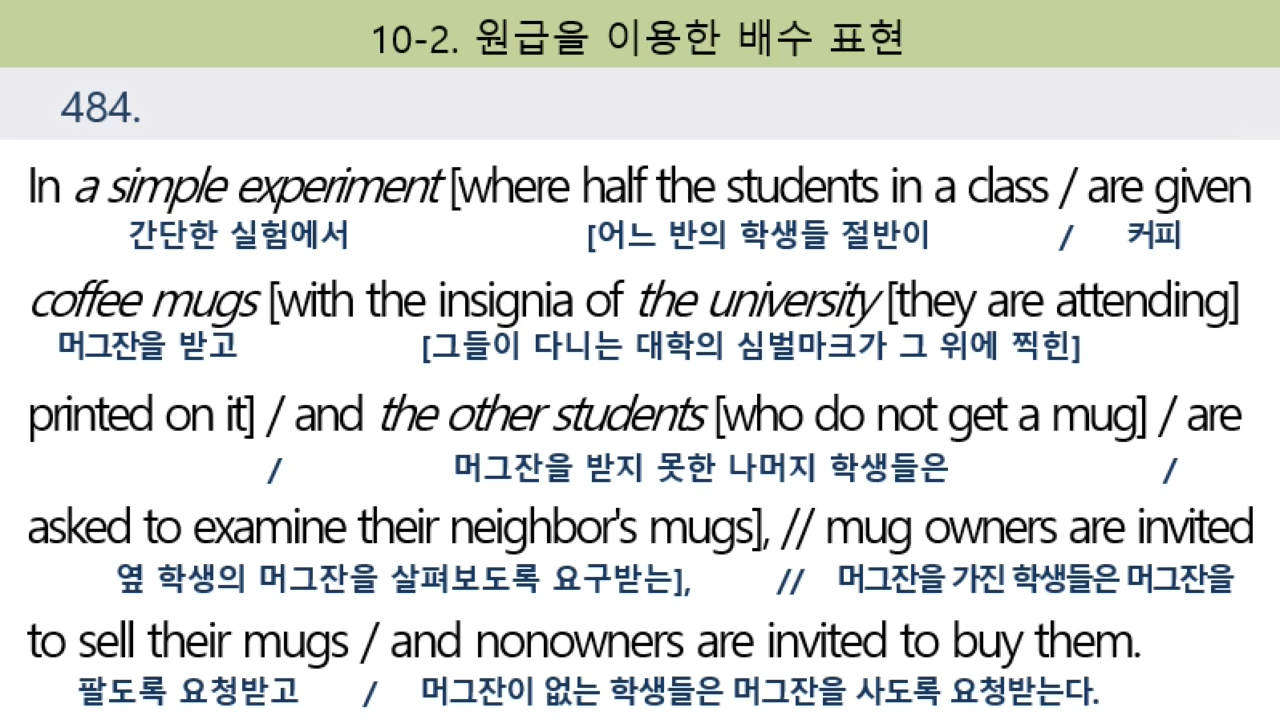 10-2. 원급을 이용한 배수 표현
484.
In a simple experiment [where half the students in a class / are given
간단한 실험에서 [어느 반의 학생들 절반이 / 커피
coffee mugs [with the insignia of the university [they are attending]
머그잔을 받고 [그들이 다니는 대학의 심벌마크가 그 위에 찍힌]
printed on it] / and the other students [who do not get a mug] / are
/ 머그잔을 받지 못한 나머지 학생들은 /
asked to examine their neighbor's mugs], // mug owners are invited
옆 학생의 머그잔을 살펴보도록 요구받는], // 머그잔을 가진 학생들은 머그잔을
to sell their mugs / and nonowners are invited to buy them.
팔도록 요청받고 / 머그잔이 없는 학생들은 머그잔을 사도록 요청받는다.